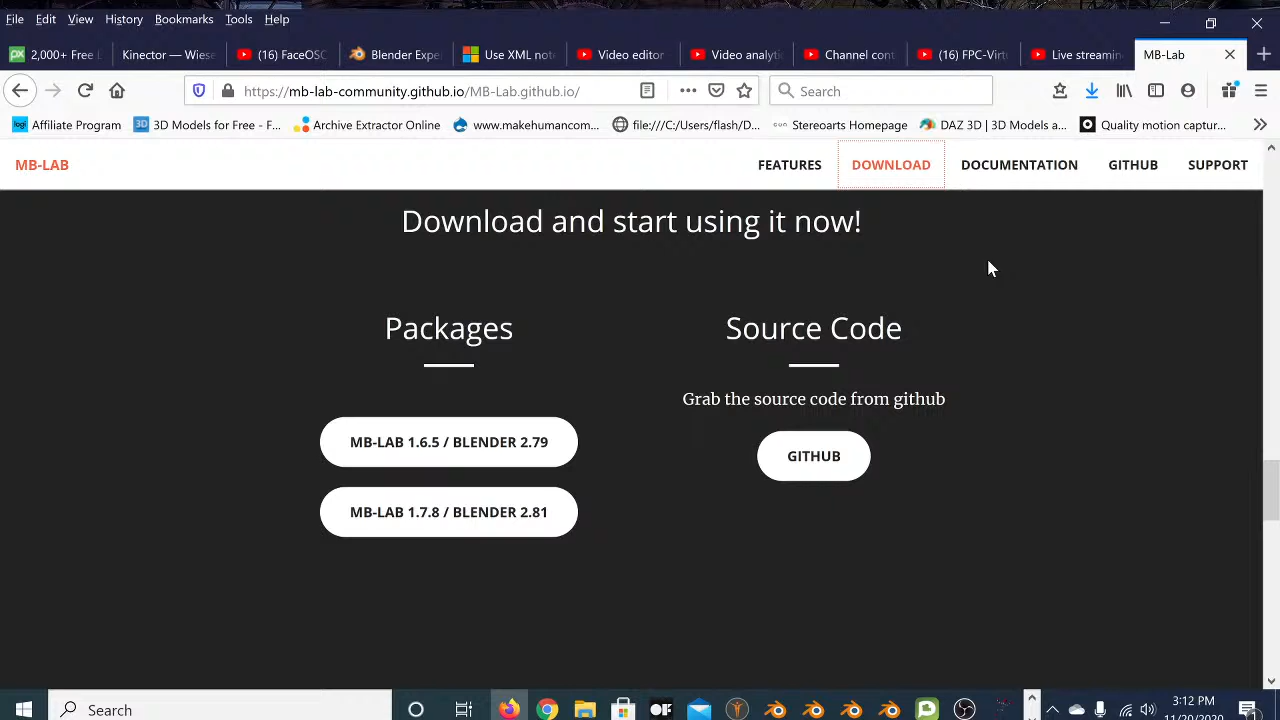 File Edit View History Bookmarks Tools Help
2,000+ Free Kinector — Wiese (16) FaceOSC Blender Expe Use XML not Video editor Video analyti Channel con (16) FPC-Virtu Live streamin MB-Lab
https://mb-lab-community.github.io/MB-Lab.github.io/ Search
Affiliate Program 3D Models for Free - F... Archive Extractor Online www.makehumancom... file:///C:/Users/flash/D... Stereoarts Homepage DAZ 3D | 3D Models a... Quality motion captur...
MB-LAB FEATURES DOWNLOAD DOCUMENTATION GITHUB SUPPORT
Download and start using it now!
Packages
MB-LAB 1.6.5 / BLENDER 2.79
MB-LAB 1.7.8 / BLENDER 2.81
Source Code
Grab the source code from github
GITHUB
Search
3:12 PM
11/20/2020